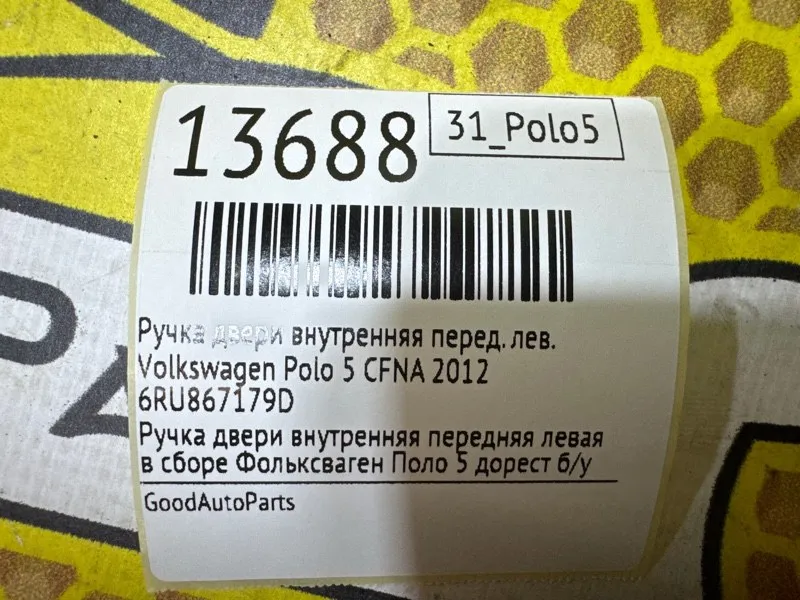 13688
31_Polo5
Ручка двери внутренняя перед. лев.
Volkswagen Polo 5 CFNA 2012
6RU867179D
Ручка двери внутренняя передняя левая
в сборе Фольксваген Поло 5 дорест б/у
GoodAutoParts